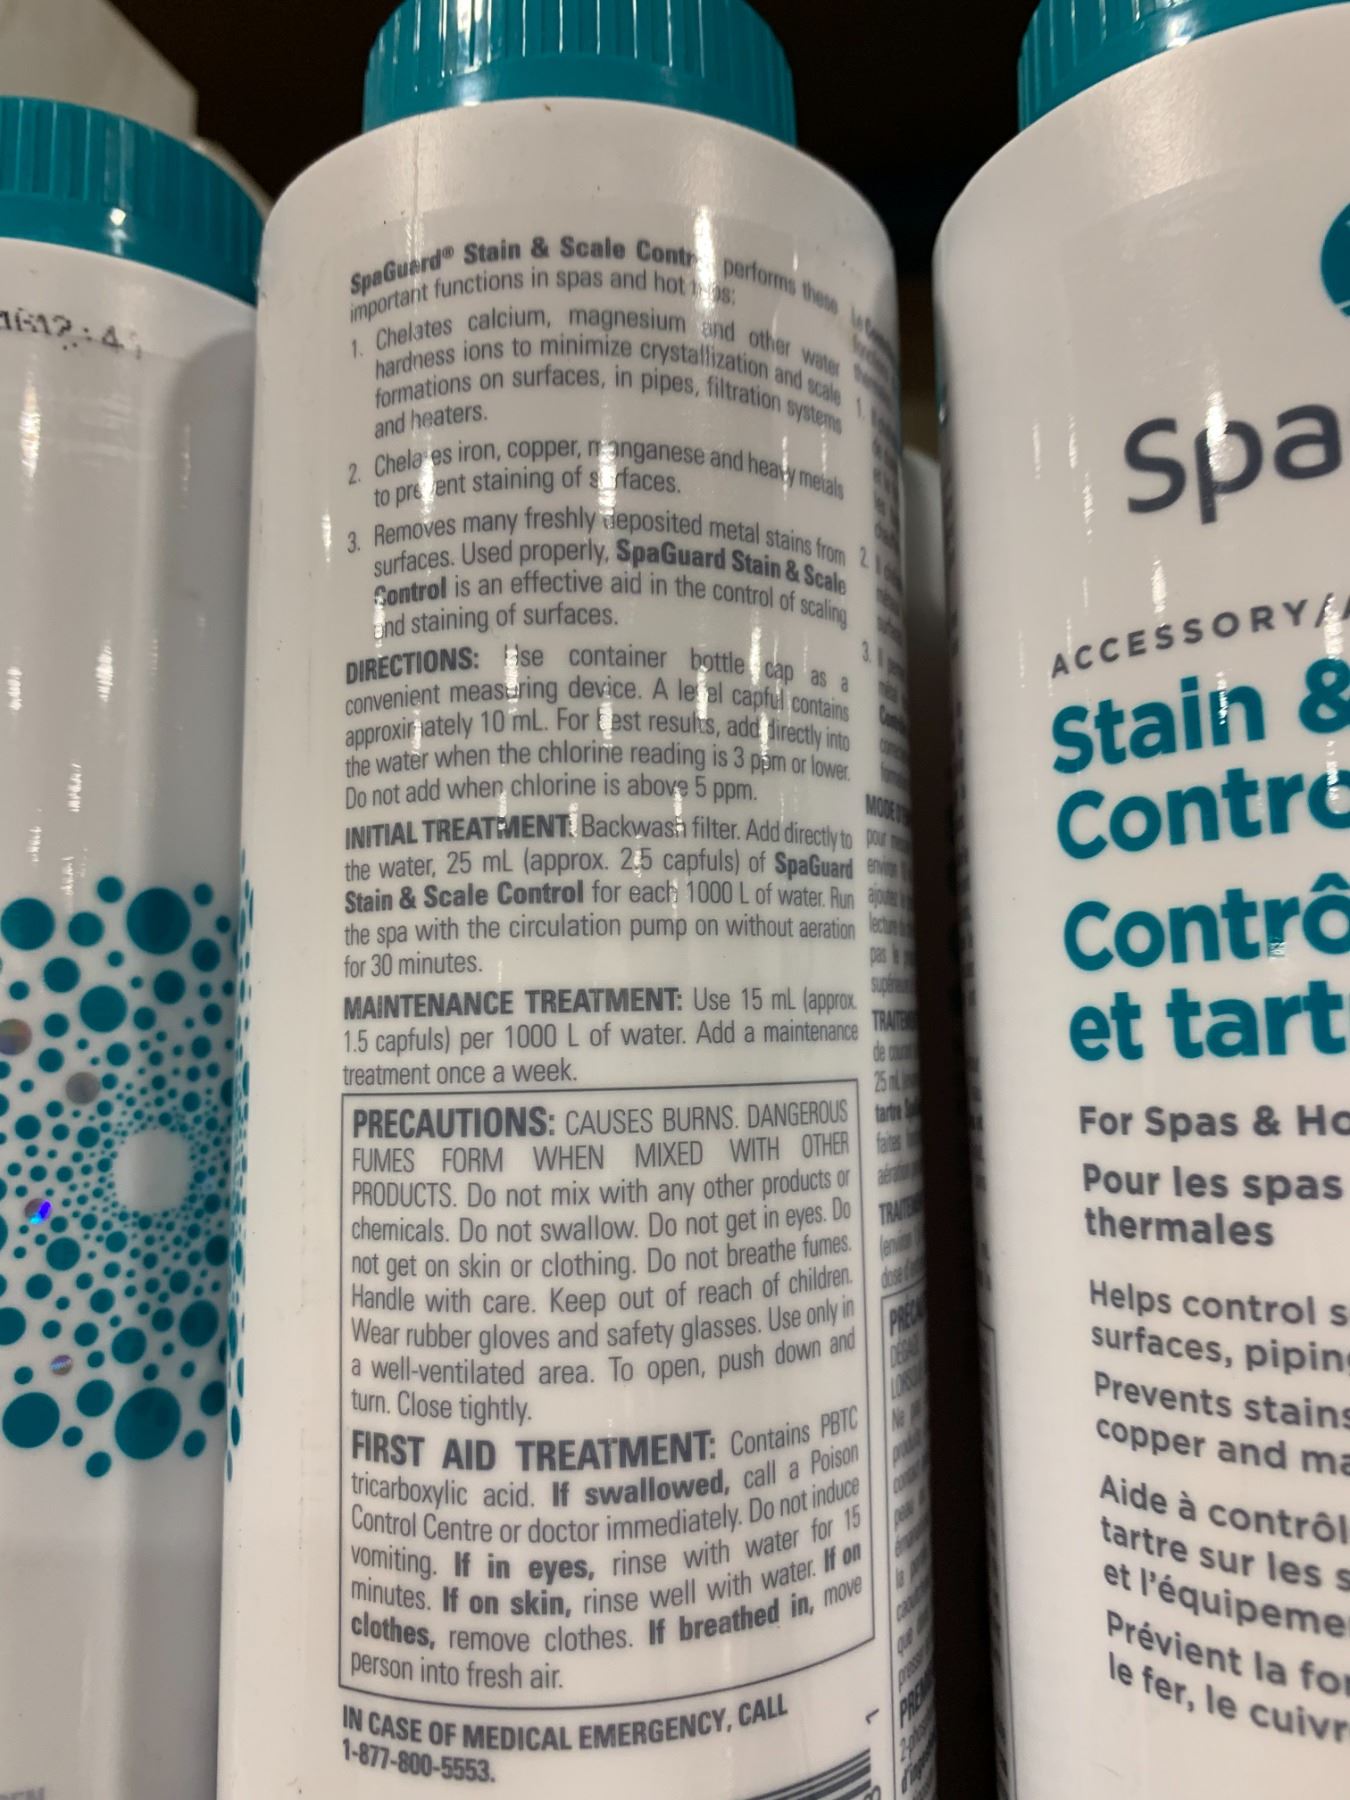 SpaGuard® Stain & Scale Contr performs these
important functions in spas and hot
1. Chelates calcium, magnesium and other water
hardness ions to minimize crystallization and scale
formations on surfaces, in pipes, filtration systems
and heaters.
2. Chelates iron, copper, manganese and heavy metals
to prevent staining of surfaces.
3. Removes many freshly deposited metal stains from
surfaces. Used properly, SpaGuard Stain & Scale
Control is an effective aid in the control of scaling
and staining of surfaces.
DIRECTIONS: Use container bottle cap as a
convenient measuring device. A level capful contains
approximately 10 mL. For best results, add directly into
the water when the chlorine reading is 3 ppm or lower.
Do not add when chlorine is above 5 ppm.
INITIAL TREATMENT: Backwash filter. Add directly to
the water, 25 mL (approx. 2.5 capfuls) of SpaGuard
Stain & Scale Control for each 1000 L of water. Run
the spa with the circulation pump on without aeration
for 30 minutes.
MAINTENANCE TREATMENT: Use 15 mL (approx.
1.5 capfuls) per 1000 L of water. Add a maintenance
treatment once a week.
PRECAUTIONS: CAUSES BURNS. DANGEROUS
FUMES FORM WHEN MIXED WITH OTHER
PRODUCTS. Do not mix with any other products or
chemicals. Do not swallow. Do not get in eyes. Do
not get on skin or clothing. Do not breathe fumes.
Handle with care. Keep out of reach of children.
Wear rubber gloves and safety glasses. Use only in
a well-ventilated area. To open, push down and
turn. Close tightly.
FIRST AID TREATMENT: Contains PBTC
tricarboxylic acid. If swallowed, call a Poison
Control Centre or doctor immediately. Do not induce
vomiting. If in eyes, rinse with water for 15
minutes. If on skin, rinse well with water. If on
clothes, remove clothes. If breathed in, move
person into fresh air.
IN CASE OF MEDICAL EMERGENCY, CALL
1-877-800-5553.
Spa
ACCESSORY/
Stain &
Contro
Contrô
et tart
For Spas & Ho
Pour les spas
thermales
Helps control s
surfaces, piping
Prevents stains
copper and ma
Aide à contrôl
tartre sur les s
et l'équipeme
Prévient la for
le fer, le cuivr